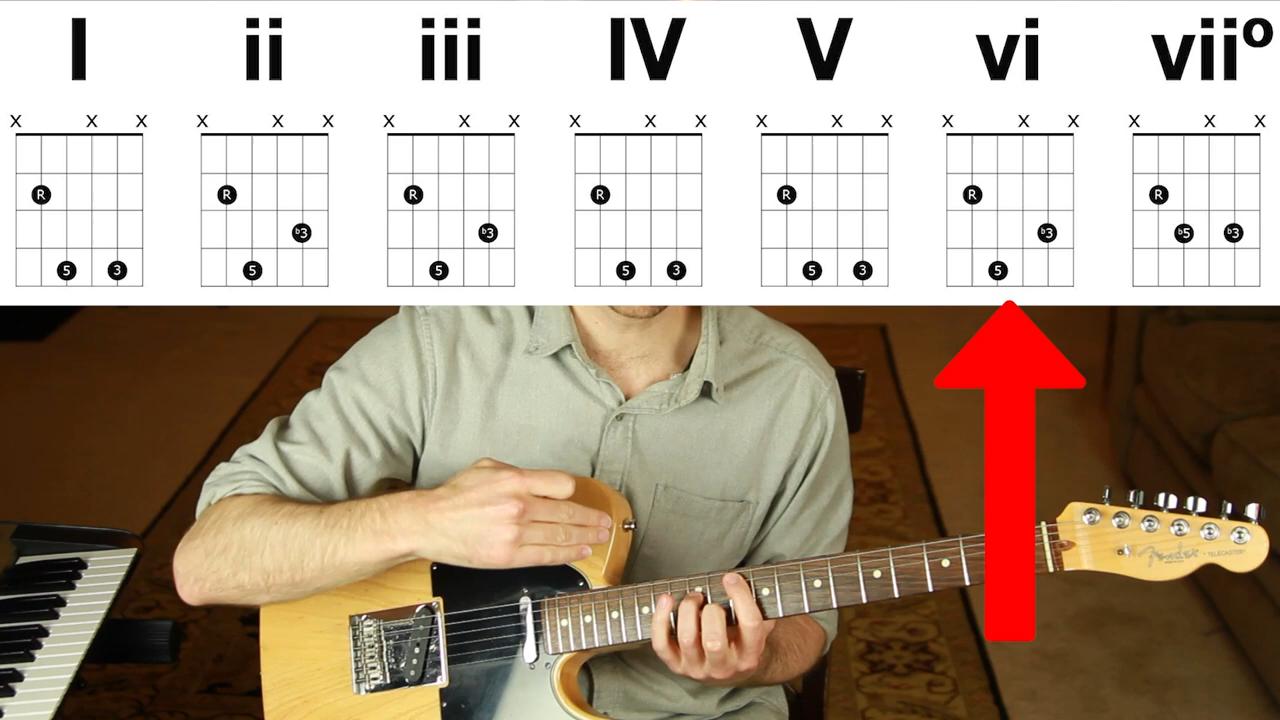 I ii iii IV V vi viiº
x x x x x x x x x x x x x x x x x x x x x
R R R R R R R
b3 b3 b3 b5 b3
5 3 5 5 5 3 5 3 5
Fender TELECASTER